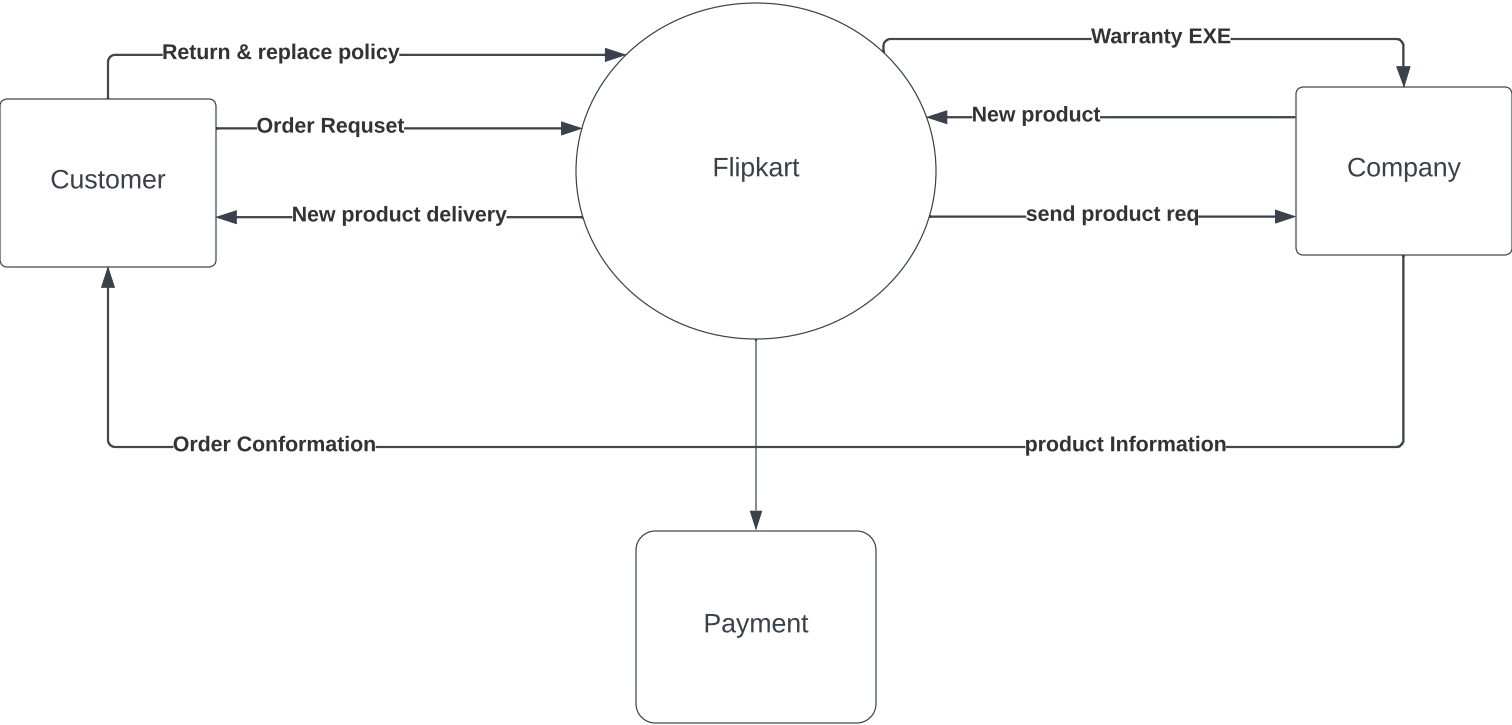 Warranty EXE
Return & replace policy
New product
Order Requset
Flipkart
Company
Customer
New product delivery
send product req
Order Conformation
product Information
Payment